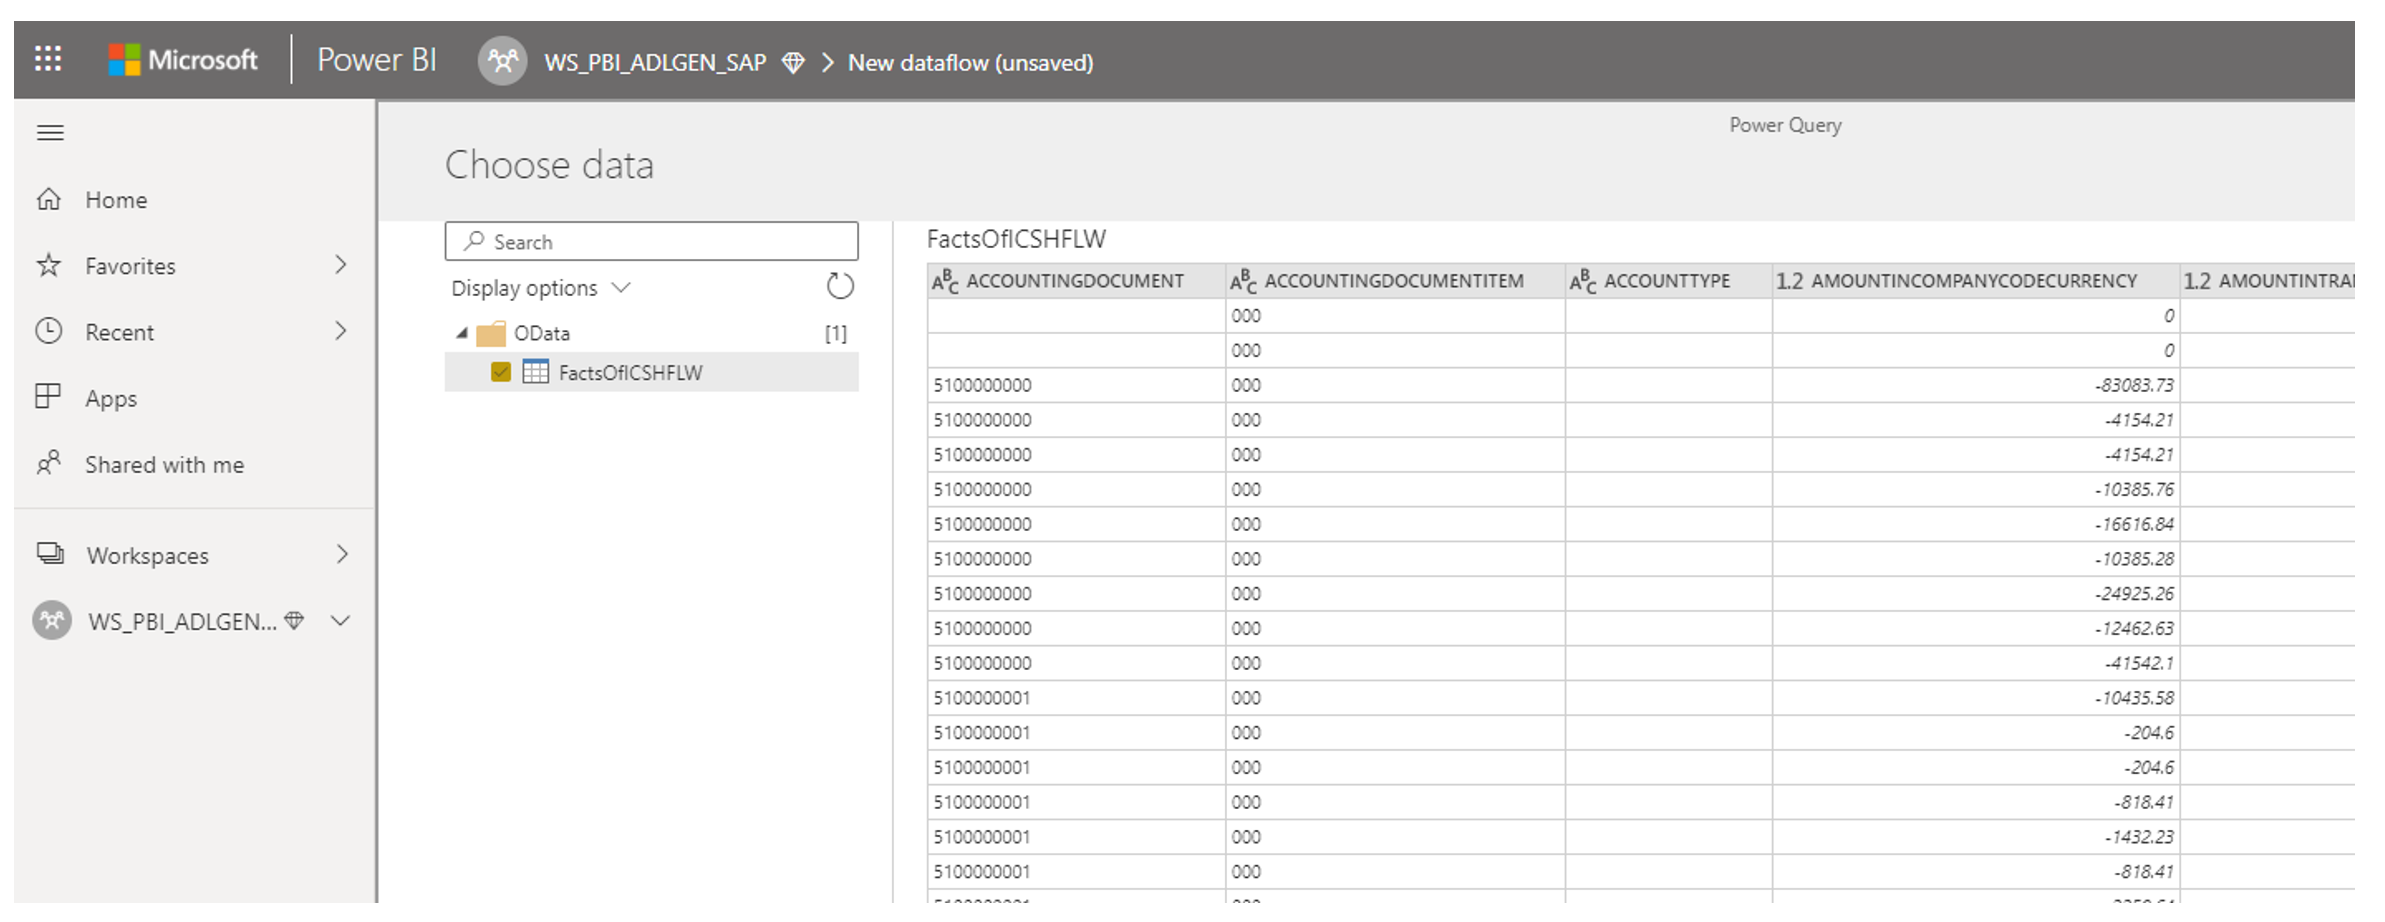 Microsoft Power BI WS_PBI_ADLGEN_SAP New dataflow (unsaved)
Power Query
Choose data
Home
Favorites
Recent
Apps
Shared with me
Workspaces
WS_PBI_ADLGEN...
Search
Display options
OData [1]
FactsOfICSHFLW
FactsOfICSHFLW
ABC ACCOUNTINGDOCUMENT ABC ACCOUNTINGDOCUMENTITEM ABC ACCOUNTTYPE 1.2 AMOUNTINCOMPANYCODECURRENCY 1.2 AMOUNTINTRA
000 0
000 0
5100000000 000 -83083.73
5100000000 000 -4154.21
5100000000 000 -4154.21
5100000000 000 -10385.76
5100000000 000 -16616.84
5100000000 000 -10385.28
5100000000 000 -24925.26
5100000000 000 -12462.63
5100000000 000 -41542.1
5100000001 000 -10435.58
5100000001 000 -204.6
5100000001 000 -204.6
5100000001 000 -818.41
5100000001 000 -1432.23
5100000001 000 -818.41